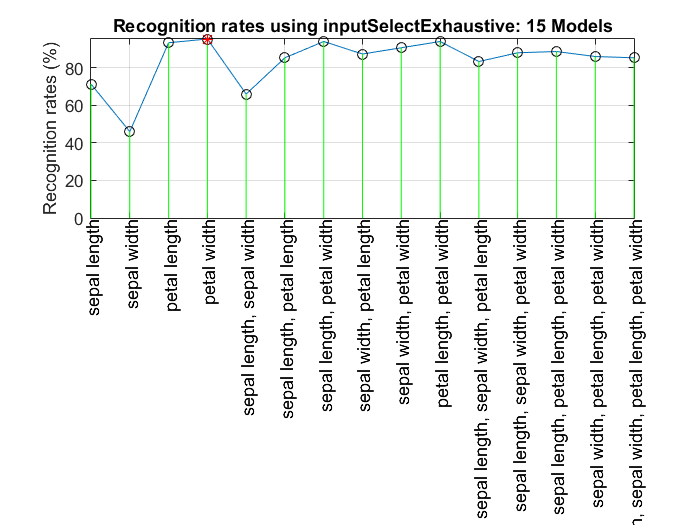 Recognition rates using inputSelectExhaustive: 15 Models
Recognition rates (%)
80
60
40
20
0
sepal length
sepal width
petal length
petal width
sepal length, sepal width
sepal length, petal length
sepal length, petal width
sepal width, petal length
sepal width, petal width
petal length, petal width
sepal length, sepal width, petal length
sepal length, sepal width, petal width
sepal length, petal length, petal width
sepal width, petal length, petal width
, sepal width, petal length, petal width